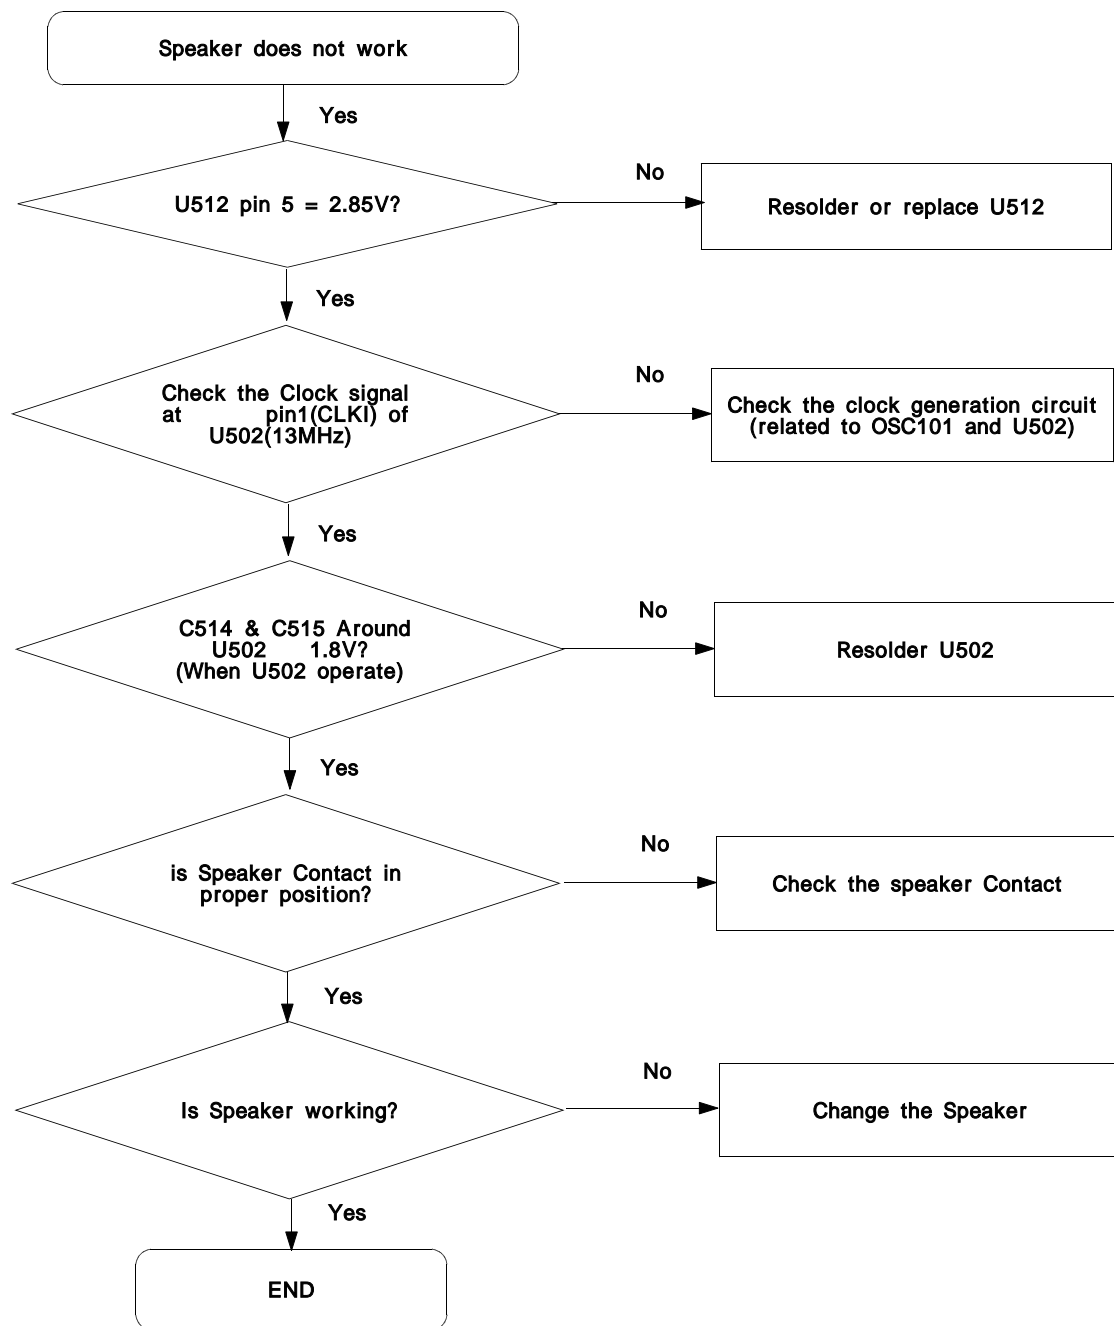 Speaker does not work
Yes
U512 pin 5 = 2.85V?
No
Resolder or replace U512
Yes
Check the Clock signal
at pin1(CLKI) of
U502(13MHz)
No
Check the clock generation circuit
(related to OSC101 and U502)
Yes
C514 & C515 Around
U502 1.8V?
(When U502 operate)
No
Resolder U502
Yes
is Speaker Contact in
proper position?
No
Check the speaker Contact
Yes
Is Speaker working?
No
Change the Speaker
Yes
END